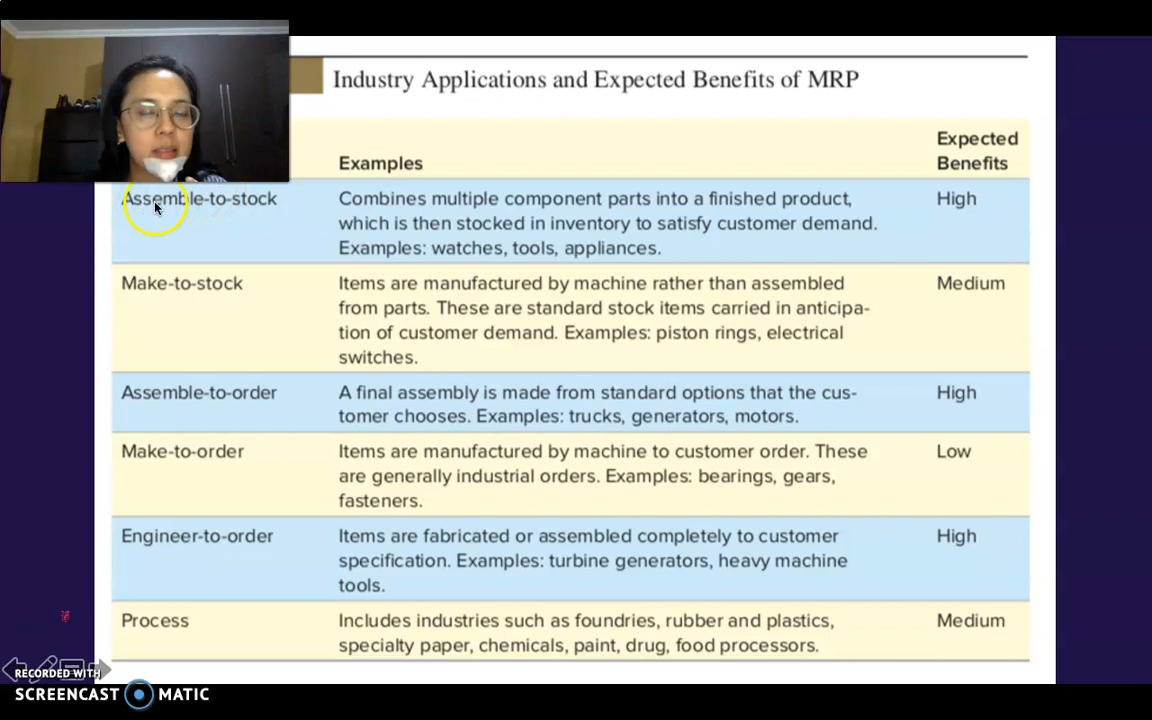 Industry Applications and Expected Benefits of MRP
Expected
Examples Benefits
Assemble-to-stock Combines multiple component parts into a finished product, High
which is then stocked in inventory to satisfy customer demand.
Examples: watches, tools, appliances.
Make-to-stock Items are manufactured by machine rather than assembled Medium
from parts. These are standard stock items carried in anticipa-
tion of customer demand. Examples: piston rings, electrical
switches.
Assemble-to-order A final assembly is made from standard options that the cus- High
tomer chooses. Examples: trucks, generators, motors.
Make-to-order Items are manufactured by machine to customer order. These Low
are generally industrial orders. Examples: bearings, gears,
fasteners.
Engineer-to-order Items are fabricated or assembled completely to customer High
specification. Examples: turbine generators, heavy machine
tools.
Process Includes industries such as foundries, rubber and plastics, Medium
specialty paper, chemicals, paint, drug, food processors.
RECORDED WITH
SCREENCAST MATIC